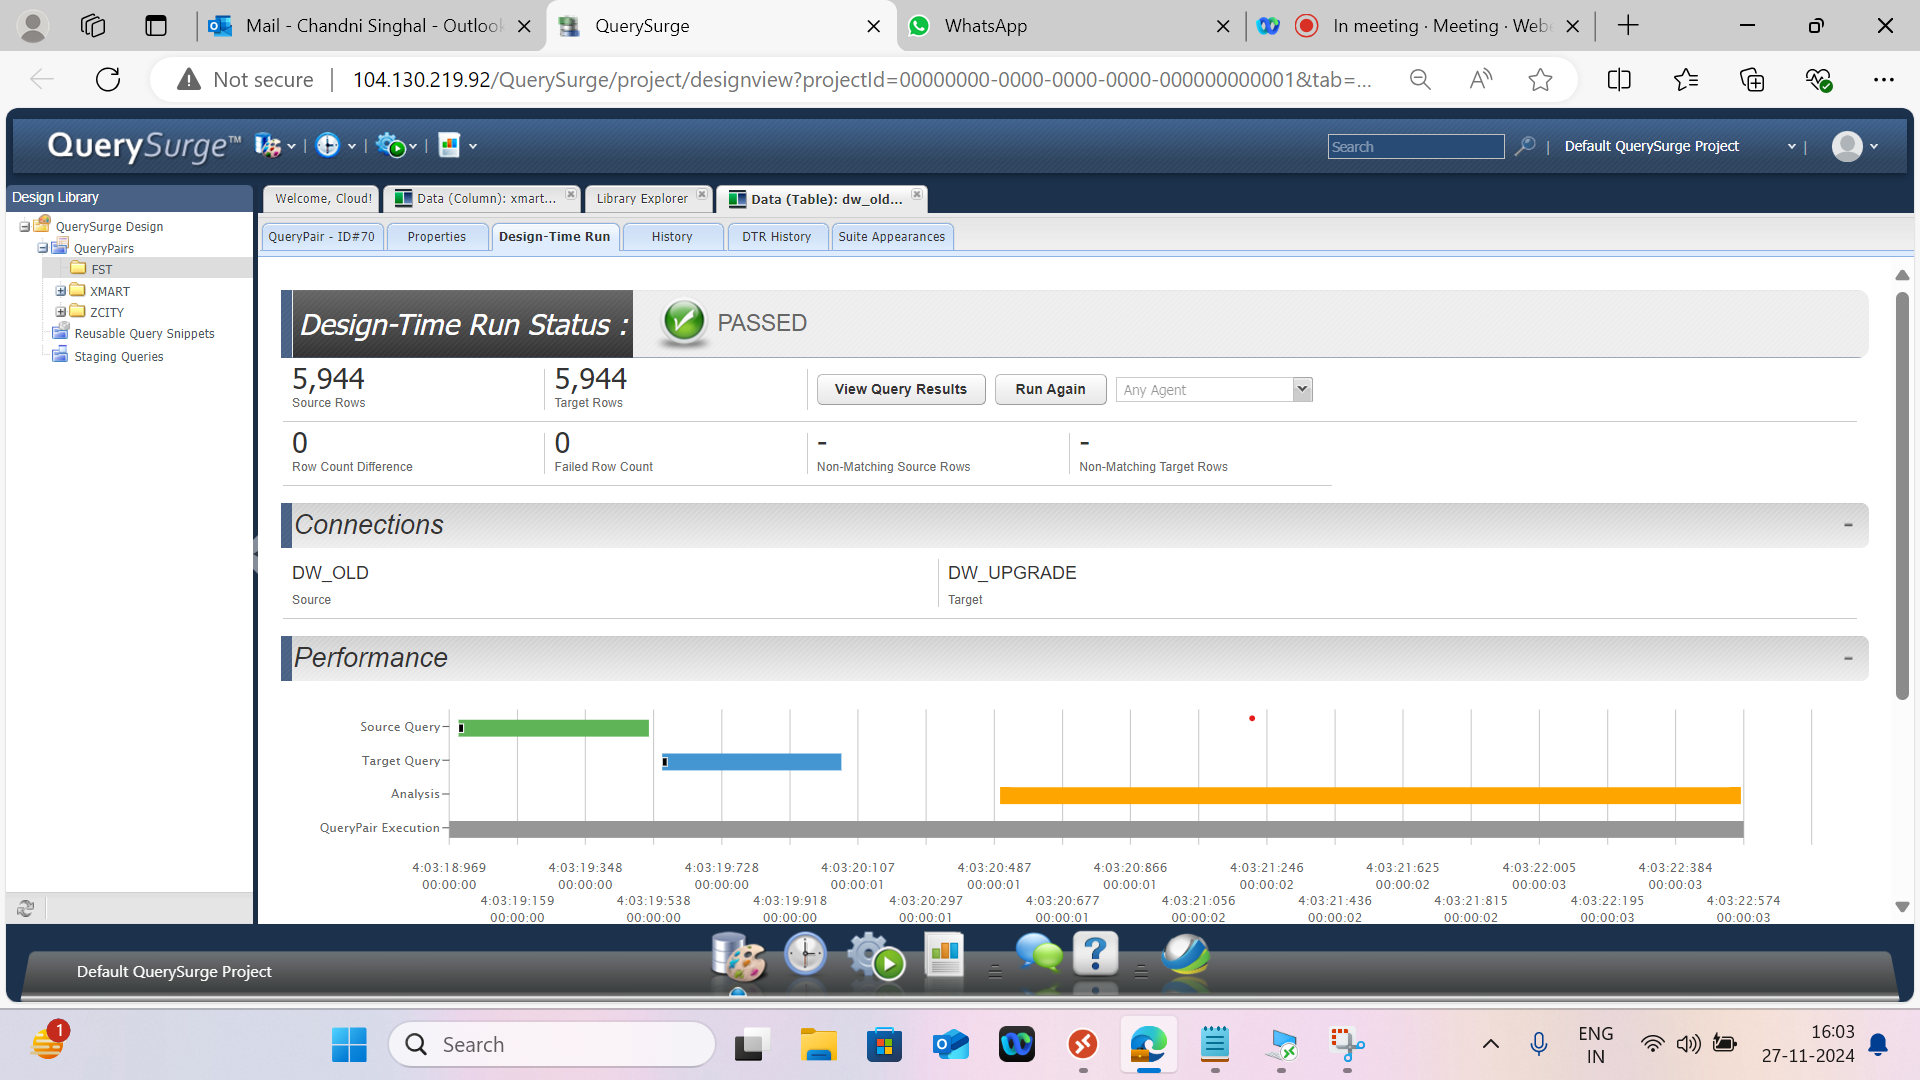 Mail - Chandni Singhal - Outlook
QuerySurge
WhatsApp
In meeting · Meeting · Web
Not secure
104.130.219.92/QuerySurge/project/designview?projectId=00000000-0000-0000-0000-000000000001&tab=...
QuerySurge™
Search
Default QuerySurge Project
Design Library
Welcome, Cloud!
Data (Column): xmart...
Library Explorer
Data (Table): dw_old...
QuerySurge Design
QueryPairs
FST
XMART
ZCITY
Reusable Query Snippets
Staging Queries
QueryPair - ID#70
Properties
Design-Time Run
History
DTR History
Suite Appearances
Design-Time Run Status :
PASSED
5,944
Source Rows
5,944
Target Rows
View Query Results
Run Again
Any Agent
0
Row Count Difference
0
Failed Row Count
-
Non-Matching Source Rows
-
Non-Matching Target Rows
Connections
-
DW_OLD
Source
DW_UPGRADE
Target
Performance
-
Source Query
Target Query
Analysis
QueryPair Execution
4:03:18:969 4:03:19:348 4:03:19:728 4:03:20:107 4:03:20:487 4:03:20:866 4:03:21:246 4:03:21:625 4:03:22:005 4:03:22:384
00:00:00 00:00:00 00:00:00 00:00:01 00:00:01 00:00:01 00:00:02 00:00:02 00:00:03 00:00:03
4:03:19:159 4:03:19:538 4:03:19:918 4:03:20:297 4:03:20:677 4:03:21:056 4:03:21:436 4:03:21:815 4:03:22:195 4:03:22:574
00:00:00 00:00:00 00:00:00 00:00:01 00:00:01 00:00:02 00:00:02 00:00:02 00:00:03 00:00:03
Default QuerySurge Project
1
Search
ENG
IN
16:03
27-11-2024